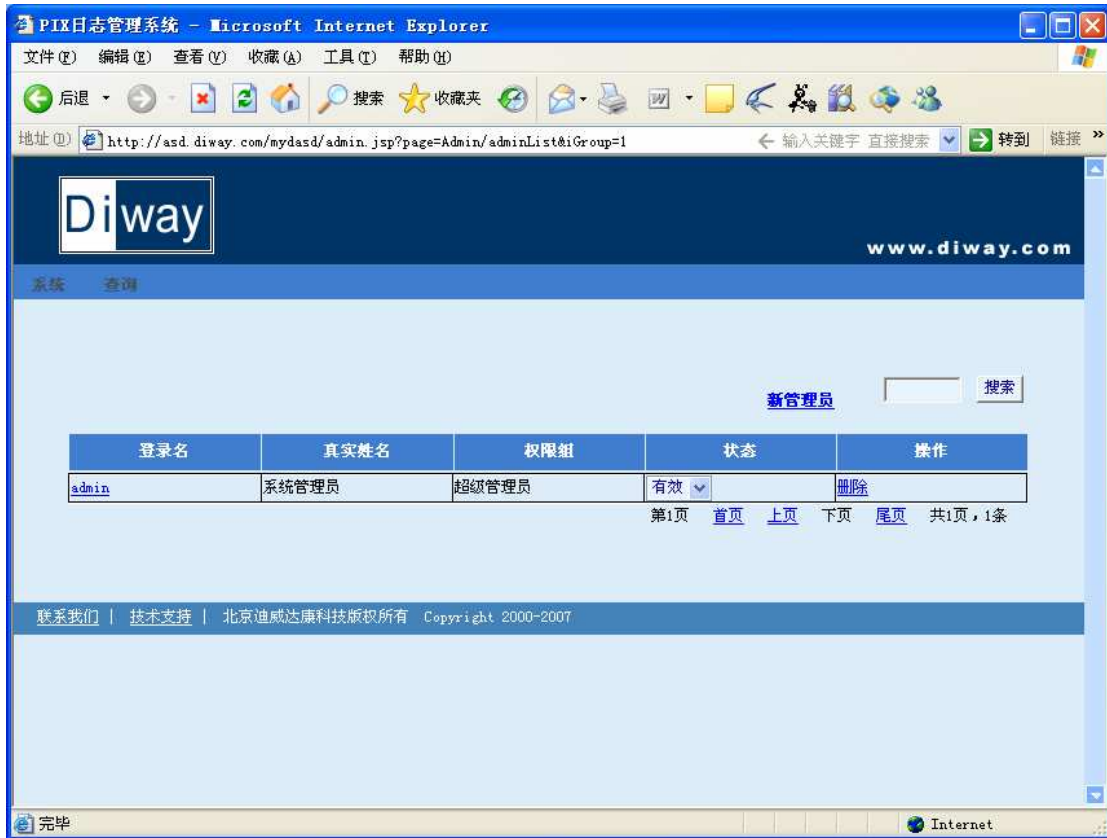 PIX日志管理系统 - Microsoft Internet Explorer
文件(F) 编辑(E) 查看(V) 收藏(A) 工具(T) 帮助(H)
后退 搜索 收藏夹
地址(D) http://asd.diway.com/mydasd/admin.jsp?page=Admin/adminList&iGroup=1 ← 输入关键字 直接搜索 转到 链接 »
Diway
www.diway.com
系统 查询
新管理员 搜索
登录名 真实姓名 权限组 状态 操作
admin 系统管理员 超级管理员 有效 删除
第1页 首页 上页 下页 尾页 共1页，1条
联系我们 | 技术支持 | 北京迪威达康科技版权所有 Copyright 2000-2007
完毕 Internet